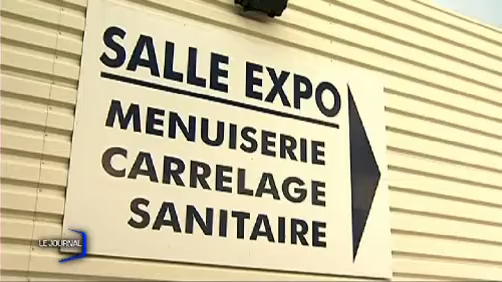 SALLE EXPO
MENUISERIE
CARRELAGE
SANITAIRE
LE JOURNAL